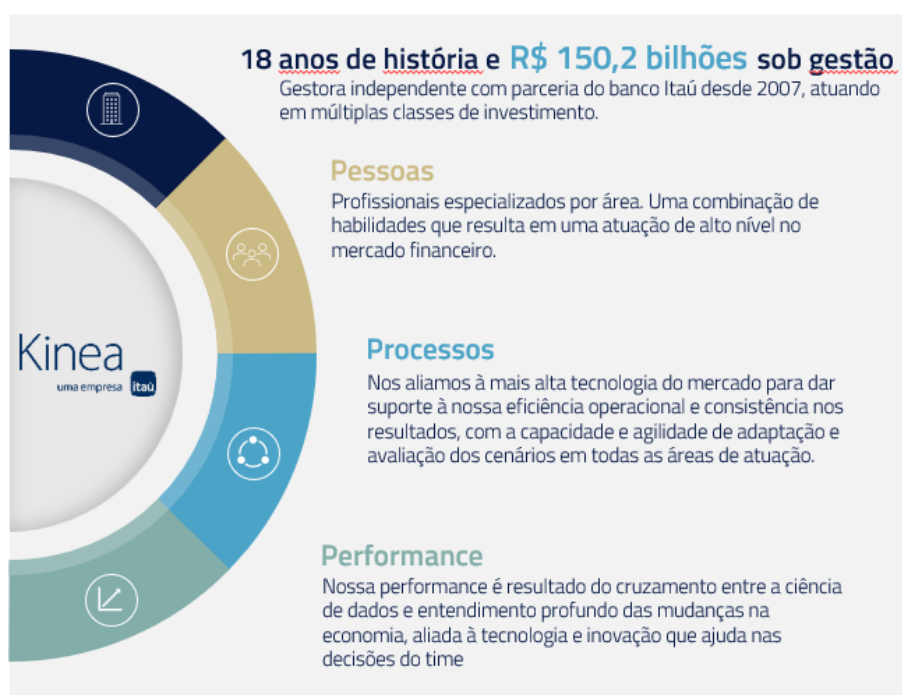 18 anos de história e R$ 150,2 bilhões sob gestão
Gestora independente com parceria do banco Itaú desde 2007, atuando
em múltiplas classes de investimento.
Pessoas
Profissionais especializados por área. Uma combinação de
habilidades que resulta em uma atuação de alto nível no
mercado financeiro.
Kinea
uma empresa itaú
Processos
Nos aliamos à mais alta tecnologia do mercado para dar
suporte à nossa eficiência operacional e consistência nos
resultados, com a capacidade e agilidade de adaptação e
avaliação dos cenários em todas as áreas de atuação.
Performance
Nossa performance é resultado do cruzamento entre a ciência
de dados e entendimento profundo das mudanças na
economia, aliada à tecnologia e inovação que ajuda nas
decisões do time